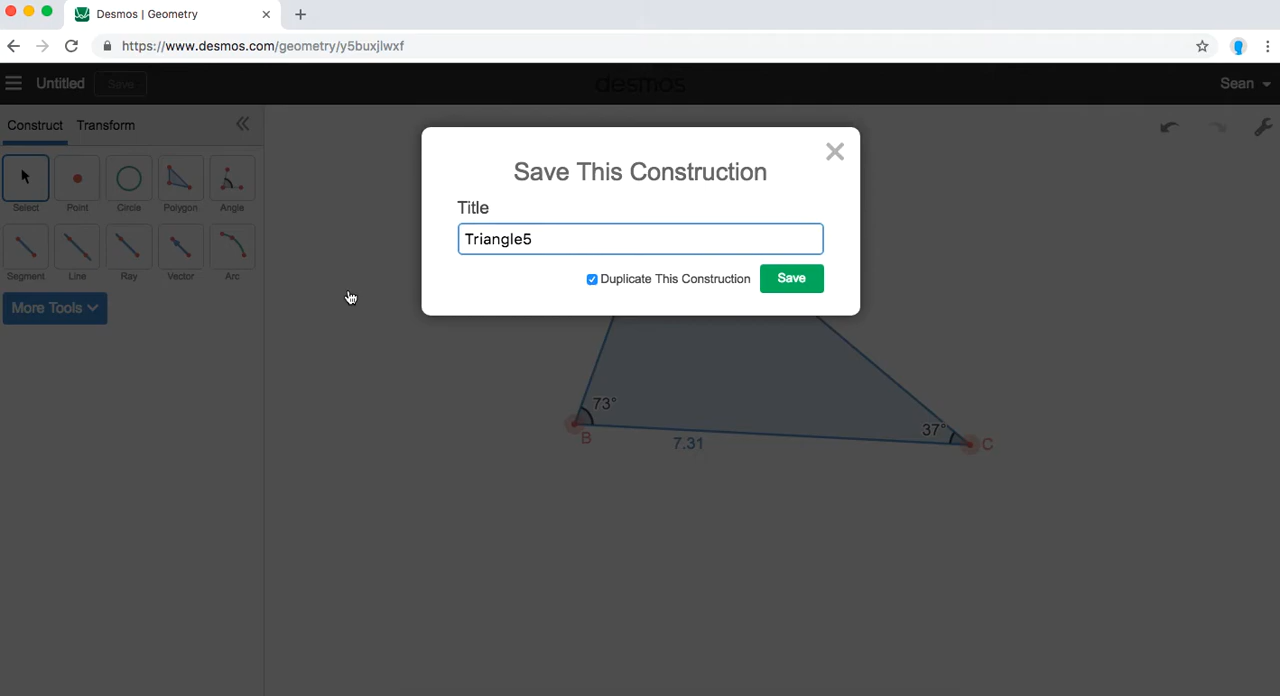 Desmos | Geometry
https://www.desmos.com/geometry/y5buxjlwxf
Untitled Save desmos Sean
Construct Transform
Select Point Circle Polygon Angle
Segment Line Ray Vector Arc
More Tools
Save This Construction
Title
Triangle5
Duplicate This Construction Save
73°
B
37°
C
7.31